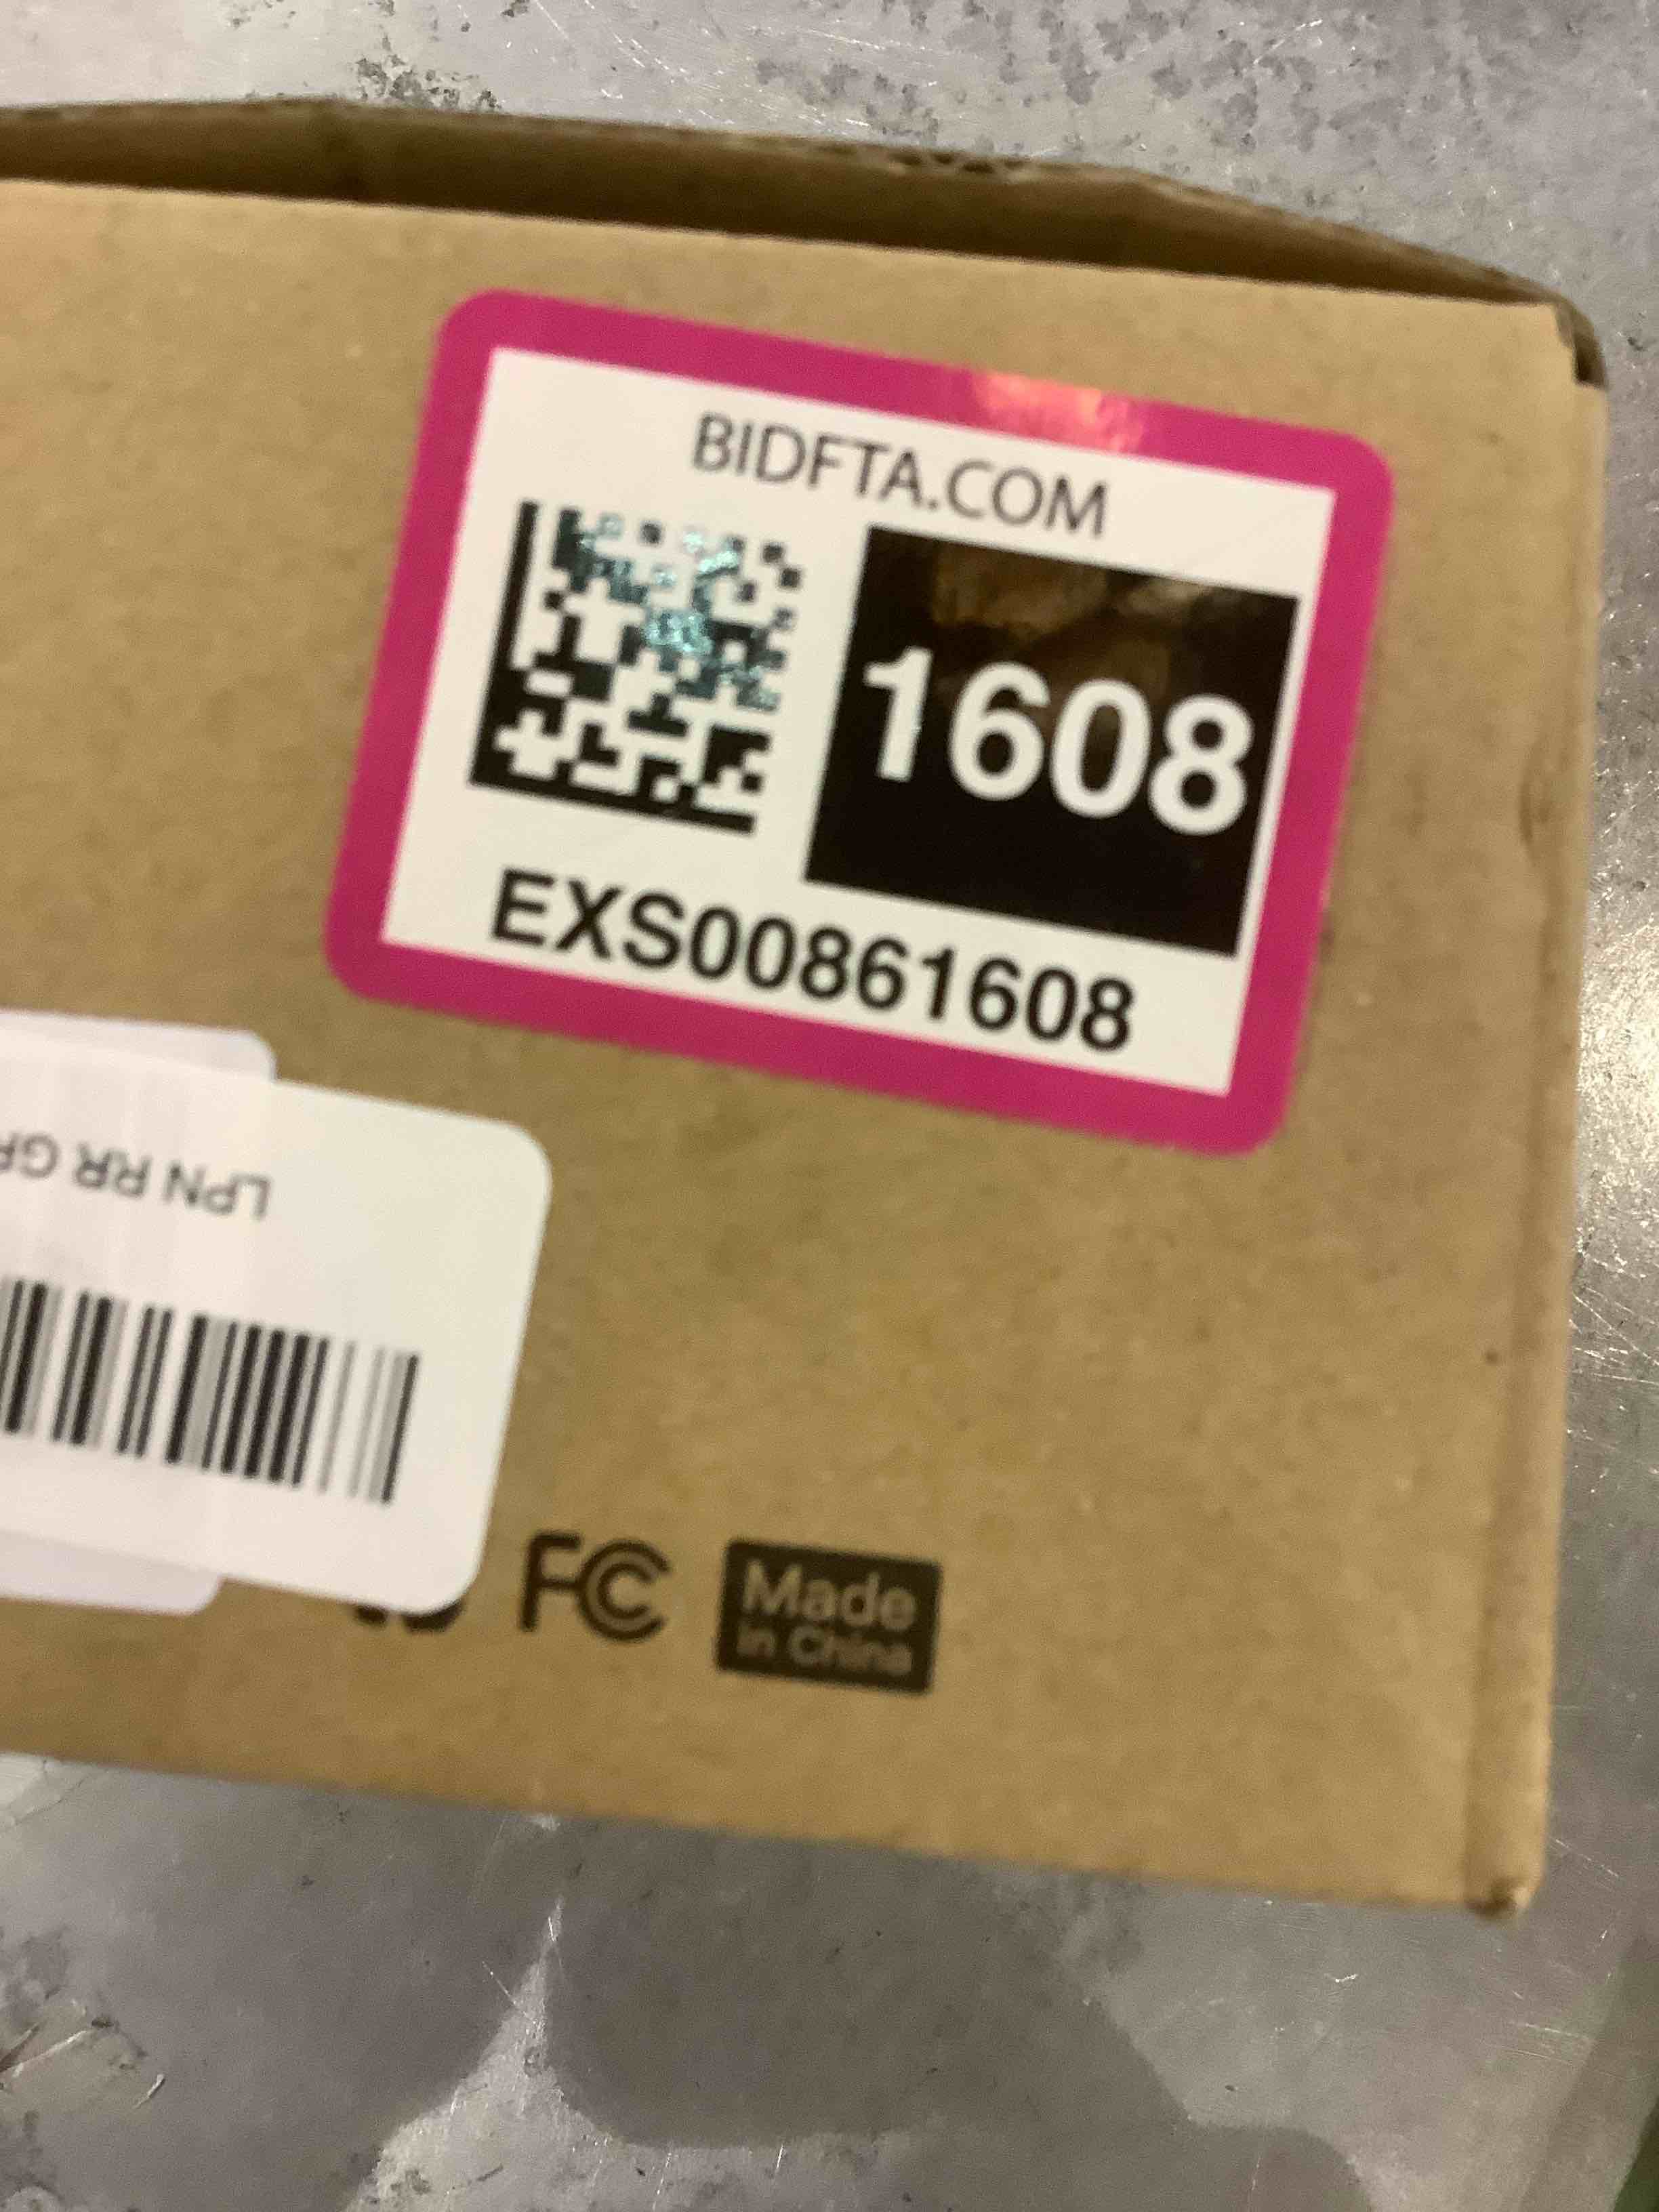 BIDFTA.COM
1608
EXS00861608
LPN RR
FC
Made
in China